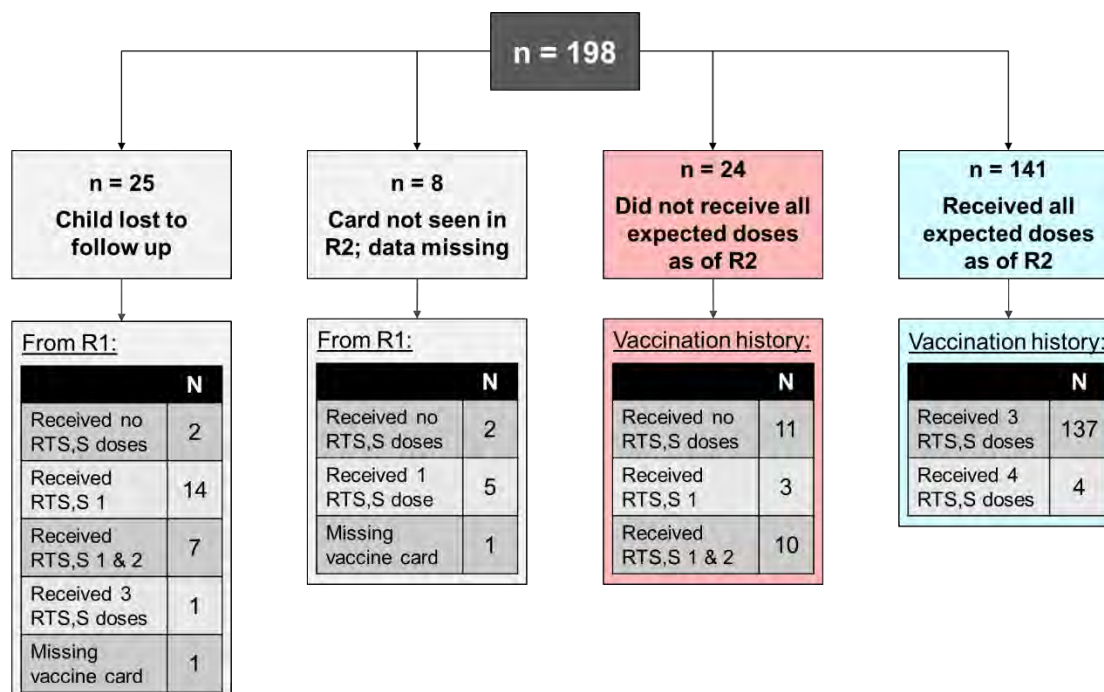 n = 198
n = 25
Child lost to
follow up
n = 8
Card not seen in
R2; data missing
n = 24
Did not receive all
expected doses
as of R2
n = 141
Received all
expected doses
as of R2
From R1:
N
Received no
RTS,S doses
2
Received
RTS,S 1
14
Received
RTS,S 1 & 2
7
Received 3
RTS,S doses
1
Missing
vaccine card
1
From R1:
N
Received no
RTS,S doses
2
Received 1
RTS,S dose
5
Missing
vaccine card
1
Vaccination history:
N
Received no
RTS,S doses
11
Received
RTS,S 1
3
Received
RTS,S 1 & 2
10
Vaccination history:
N
Received 3
RTS,S doses
137
Received 4
RTS,S doses
4